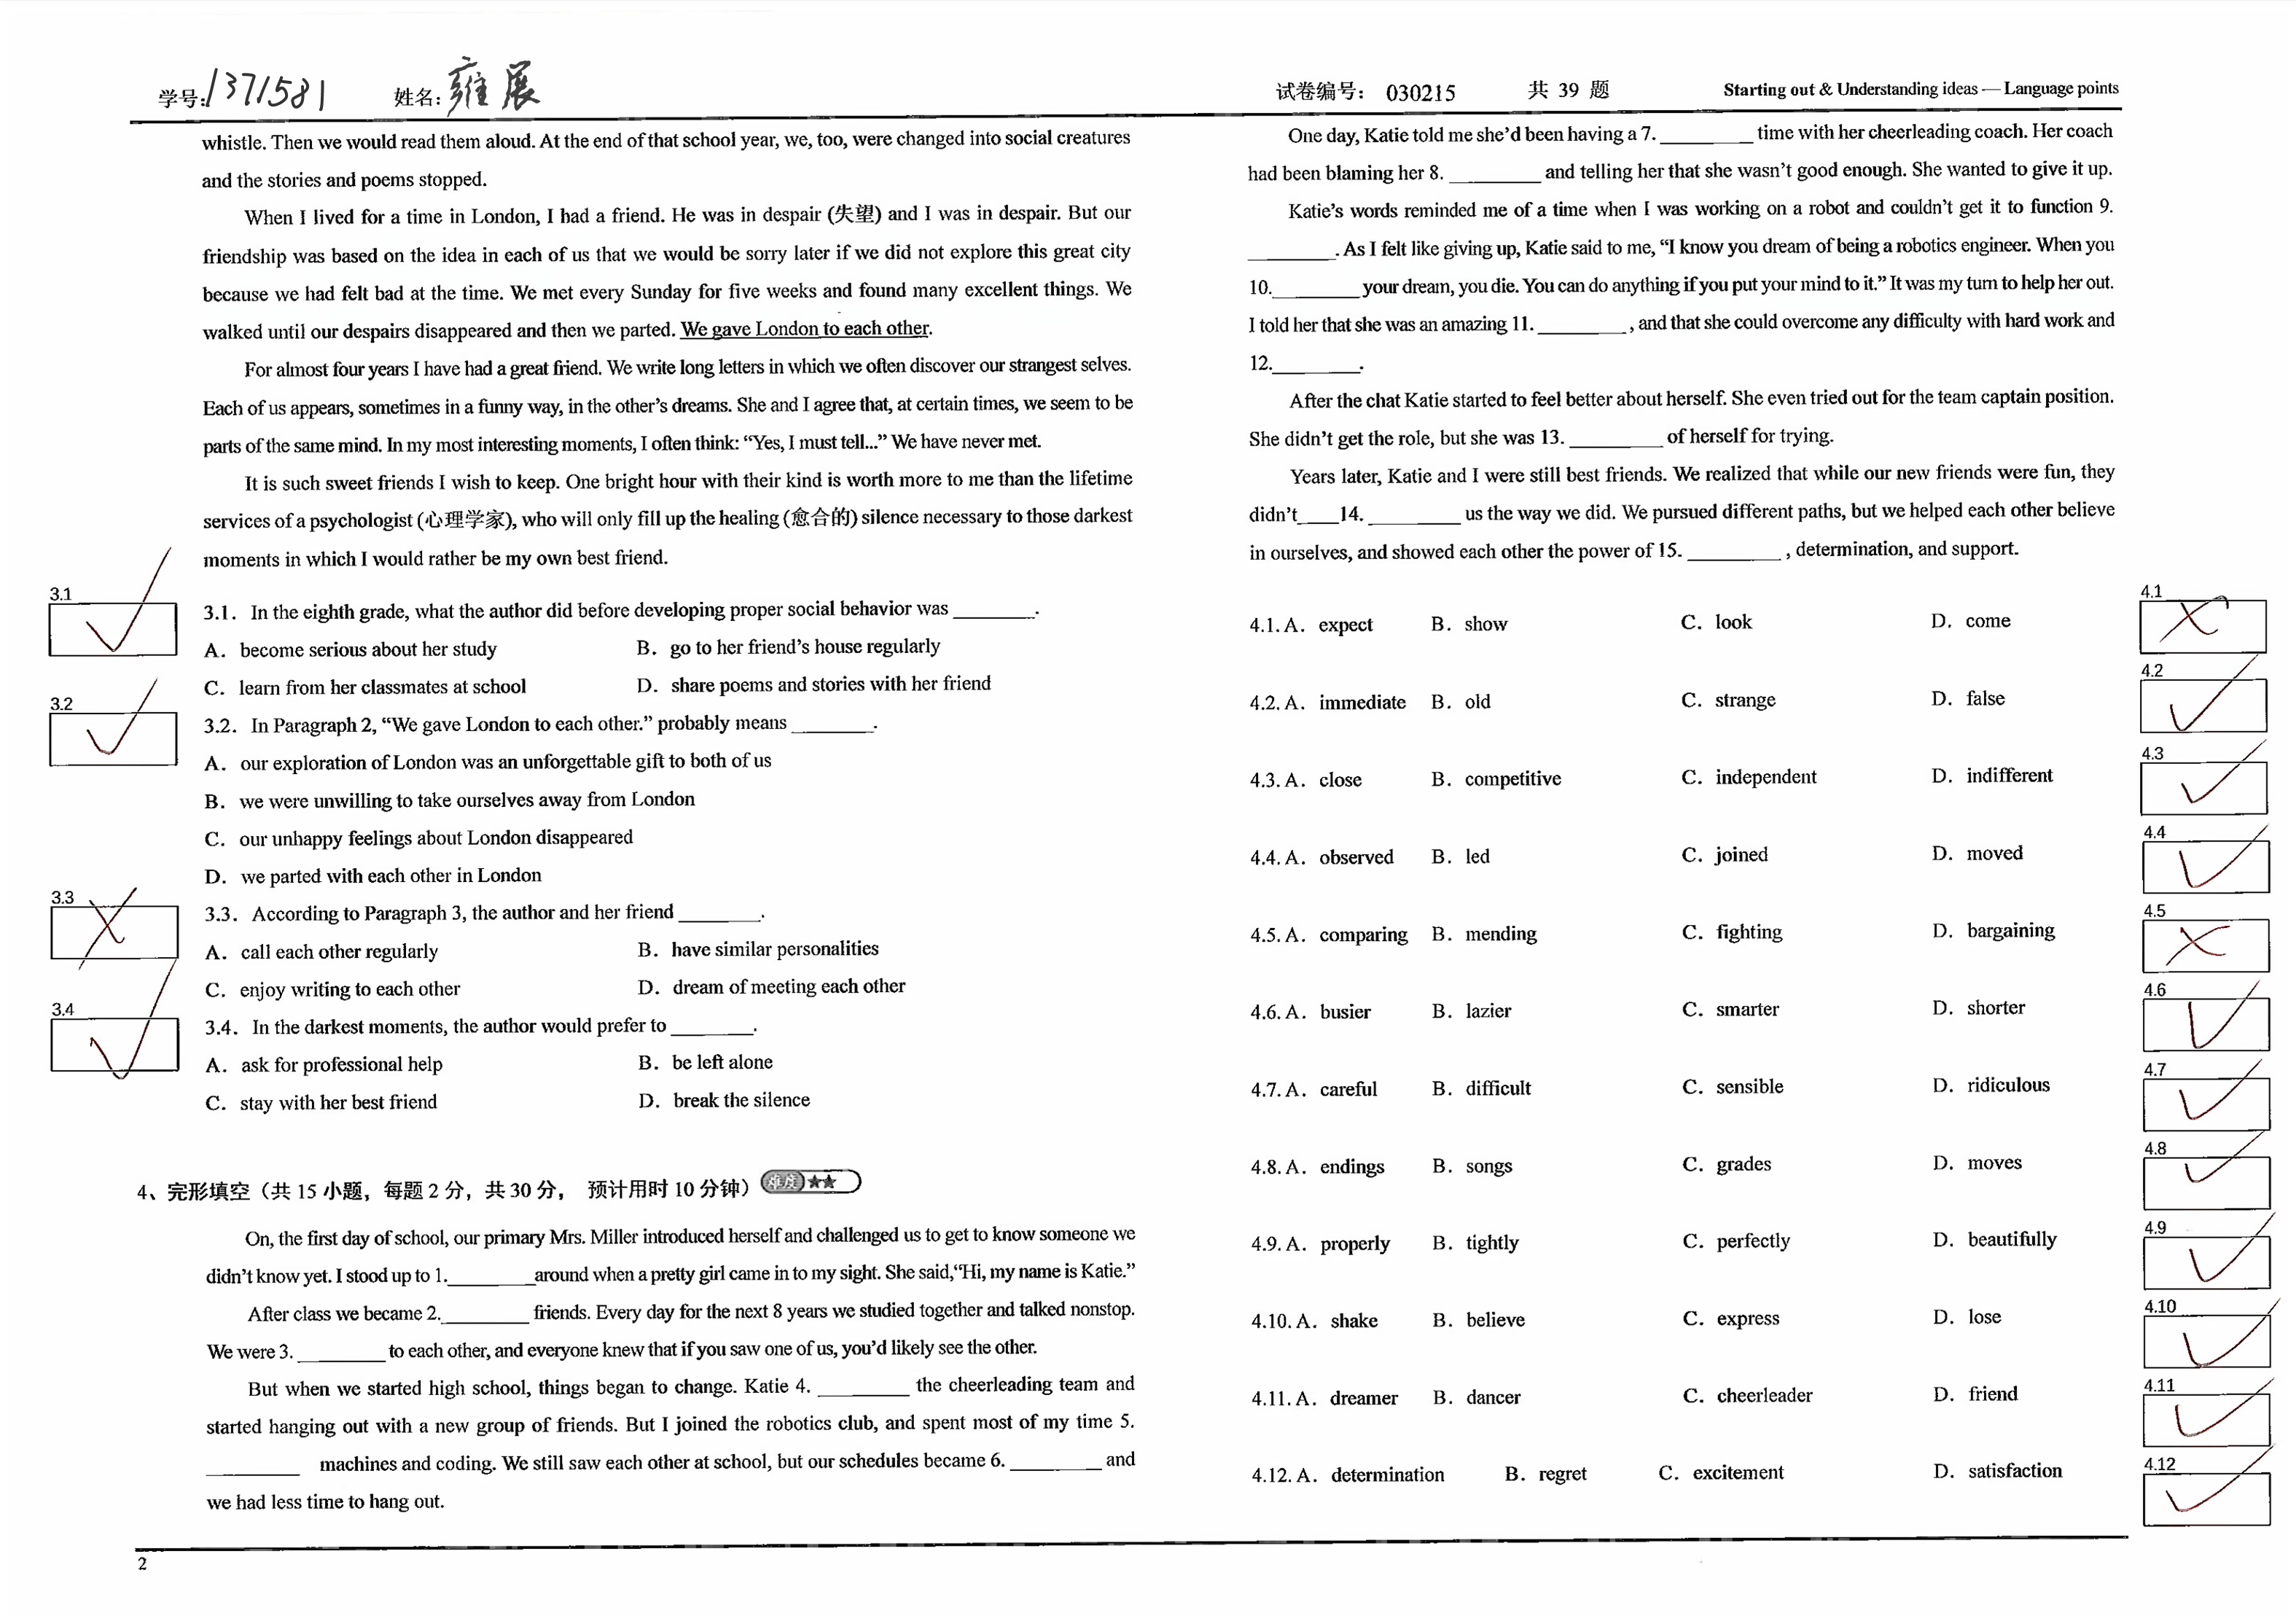 学号: 1371581 姓名: 雍展 试卷编号: 030215 共 39 题 Starting out & Understanding ideas — Language points
whistle. Then we would read them aloud. At the end of that school year, we, too, were changed into social creatures
and the stories and poems stopped.
When I lived for a time in London, I had a friend. He was in despair (失望) and I was in despair. But our
friendship was based on the idea in each of us that we would be sorry later if we did not explore this great city
because we had felt bad at the time. We met every Sunday for five weeks and found many excellent things. We
walked until our despairs disappeared and then we parted. We gave London to each other.
For almost four years I have had a great friend. We write long letters in which we often discover our strangest selves.
Each of us appears, sometimes in a funny way, in the other's dreams. She and I agree that, at certain times, we seem to be
parts of the same mind. In my most interesting moments, I often think: “Yes, I must tell...” We have never met.
It is such sweet friends I wish to keep. One bright hour with their kind is worth more to me than the lifetime
services of a psychologist (心理学家), who will only fill up the healing (愈合的) silence necessary to those darkest
moments in which I would rather be my own best friend.
3.1
3.1. In the eighth grade, what the author did before developing proper social behavior was ________.
A. become serious about her study B. go to her friend's house regularly
C. learn from her classmates at school D. share poems and stories with her friend
3.2
3.2. In Paragraph 2, “We gave London to each other.” probably means ________.
A. our exploration of London was an unforgettable gift to both of us
B. we were unwilling to take ourselves away from London
C. our unhappy feelings about London disappeared
D. we parted with each other in London
3.3
3.3. According to Paragraph 3, the author and her friend ________.
A. call each other regularly B. have similar personalities
C. enjoy writing to each other D. dream of meeting each other
3.4
3.4. In the darkest moments, the author would prefer to ________.
A. ask for professional help B. be left alone
C. stay with her best friend D. break the silence
4、完形填空（共 15 小题，每题 2 分，共 30 分， 预计用时 10 分钟） 难度 ★★
On, the first day of school, our primary Mrs. Miller introduced herself and challenged us to get to know someone we
didn't know yet. I stood up to 1.________around when a pretty girl came in to my sight. She said,“Hi, my name is Katie.”
After class we became 2.________ friends. Every day for the next 8 years we studied together and talked nonstop.
We were 3. ________ to each other, and everyone knew that if you saw one of us, you'd likely see the other.
But when we started high school, things began to change. Katie 4. ________ the cheerleading team and
started hanging out with a new group of friends. But I joined the robotics club, and spent most of my time 5.
________ machines and coding. We still saw each other at school, but our schedules became 6. ________ and
we had less time to hang out.
One day, Katie told me she'd been having a 7. ________ time with her cheerleading coach. Her coach
had been blaming her 8. ________ and telling her that she wasn't good enough. She wanted to give it up.
Katie's words reminded me of a time when I was working on a robot and couldn't get it to function 9.
________. As I felt like giving up, Katie said to me, “I know you dream of being a robotics engineer. When you
10.________ your dream, you die. You can do anything if you put your mind to it.” It was my turn to help her out.
I told her that she was an amazing 11. ________ , and that she could overcome any difficulty with hard work and
12.________.
After the chat Katie started to feel better about herself. She even tried out for the team captain position.
She didn't get the role, but she was 13. ________ of herself for trying.
Years later, Katie and I were still best friends. We realized that while our new friends were fun, they
didn't ___14. ________ us the way we did. We pursued different paths, but we helped each other believe
in ourselves, and showed each other the power of 15. ________ , determination, and support.
4.1. A. expect B. show C. look D. come
4.1
4.2. A. immediate B. old C. strange D. false
4.2
4.3. A. close B. competitive C. independent D. indifferent
4.3
4.4. A. observed B. led C. joined D. moved
4.4
4.5. A. comparing B. mending C. fighting D. bargaining
4.5
4.6. A. busier B. lazier C. smarter D. shorter
4.6
4.7. A. careful B. difficult C. sensible D. ridiculous
4.7
4.8. A. endings B. songs C. grades D. moves
4.8
4.9. A. properly B. tightly C. perfectly D. beautifully
4.9
4.10. A. shake B. believe C. express D. lose
4.10
4.11. A. dreamer B. dancer C. cheerleader D. friend
4.11
4.12. A. determination B. regret C. excitement D. satisfaction
4.12
2